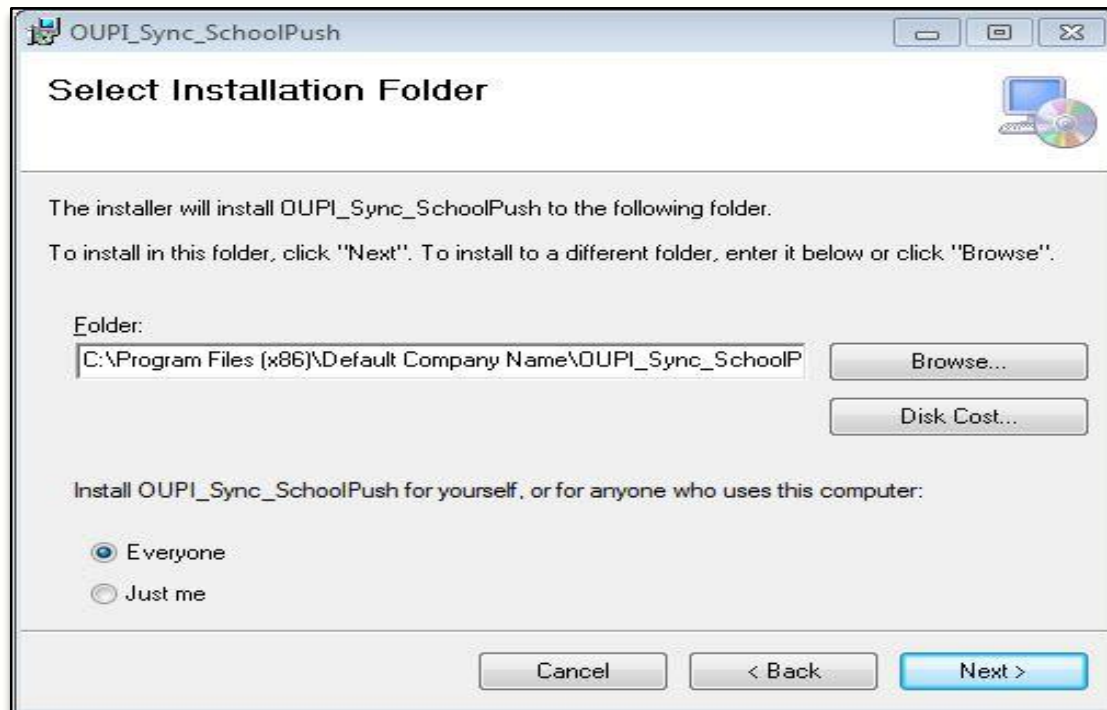 OUPI_Sync_SchoolPush
Select Installation Folder
The installer will install OUPI_Sync_SchoolPush to the following folder.
To install in this folder, click "Next". To install to a different folder, enter it below or click "Browse".
Folder:
C:\Program Files (x86)\Default Company Name\OUPI_Sync_SchoolP
Browse...
Disk Cost...
Install OUPI_Sync_SchoolPush for yourself, or for anyone who uses this computer:
Everyone
Just me
Cancel
< Back
Next >